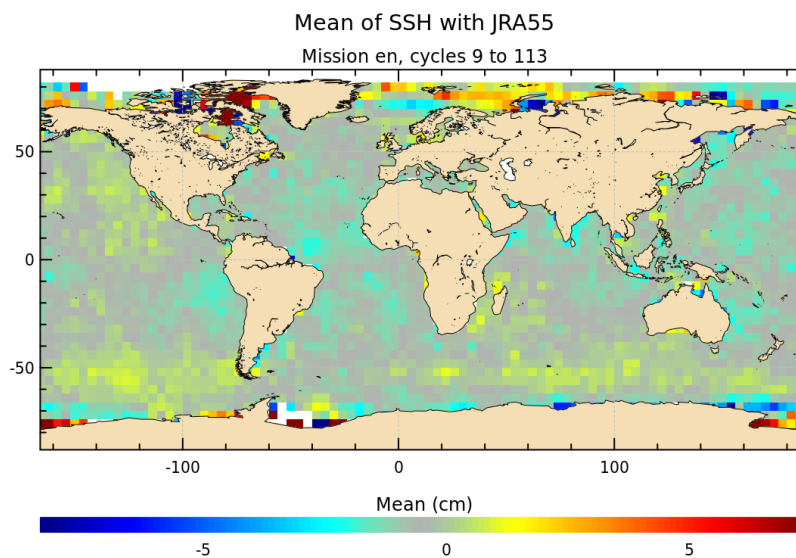 Mean of SSH with JRA55
Mission en, cycles 9 to 113
50
0
-50
-100 0 100
Mean (cm)
-5 0 5